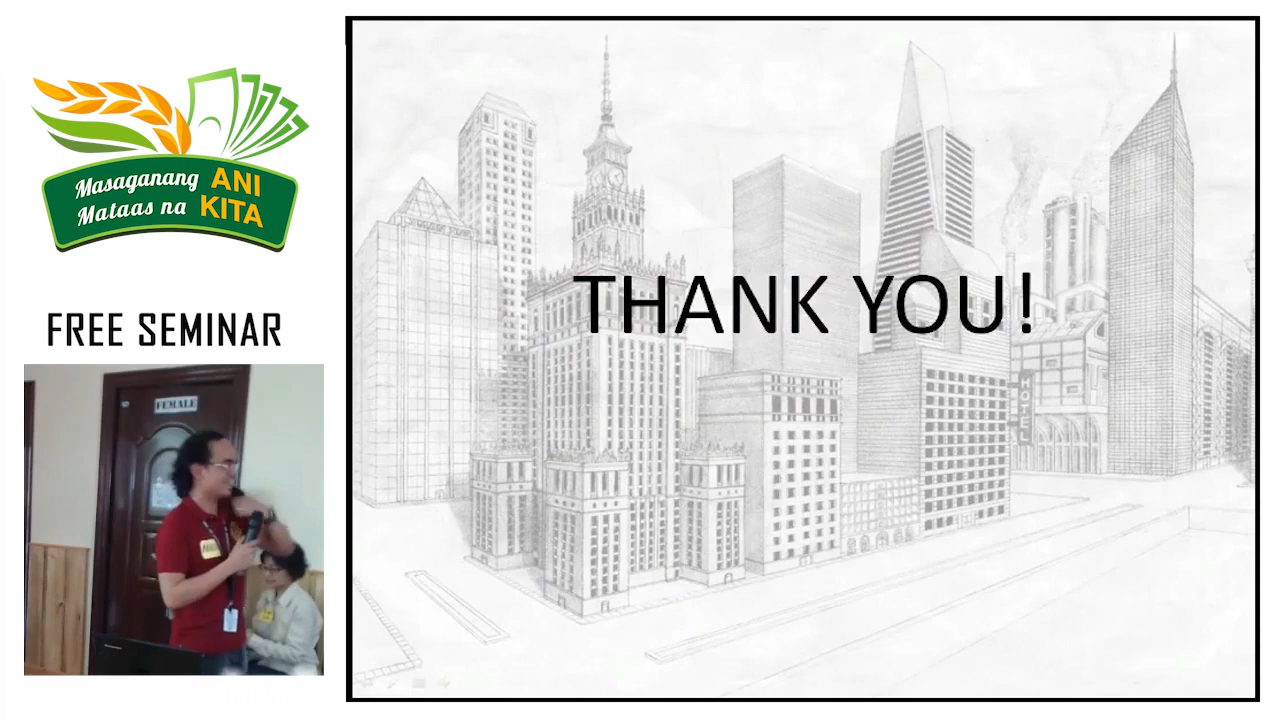 Masaganang ANI
Mataas na KITA
FREE SEMINAR
FEMALE
THANK YOU!
HOTEL